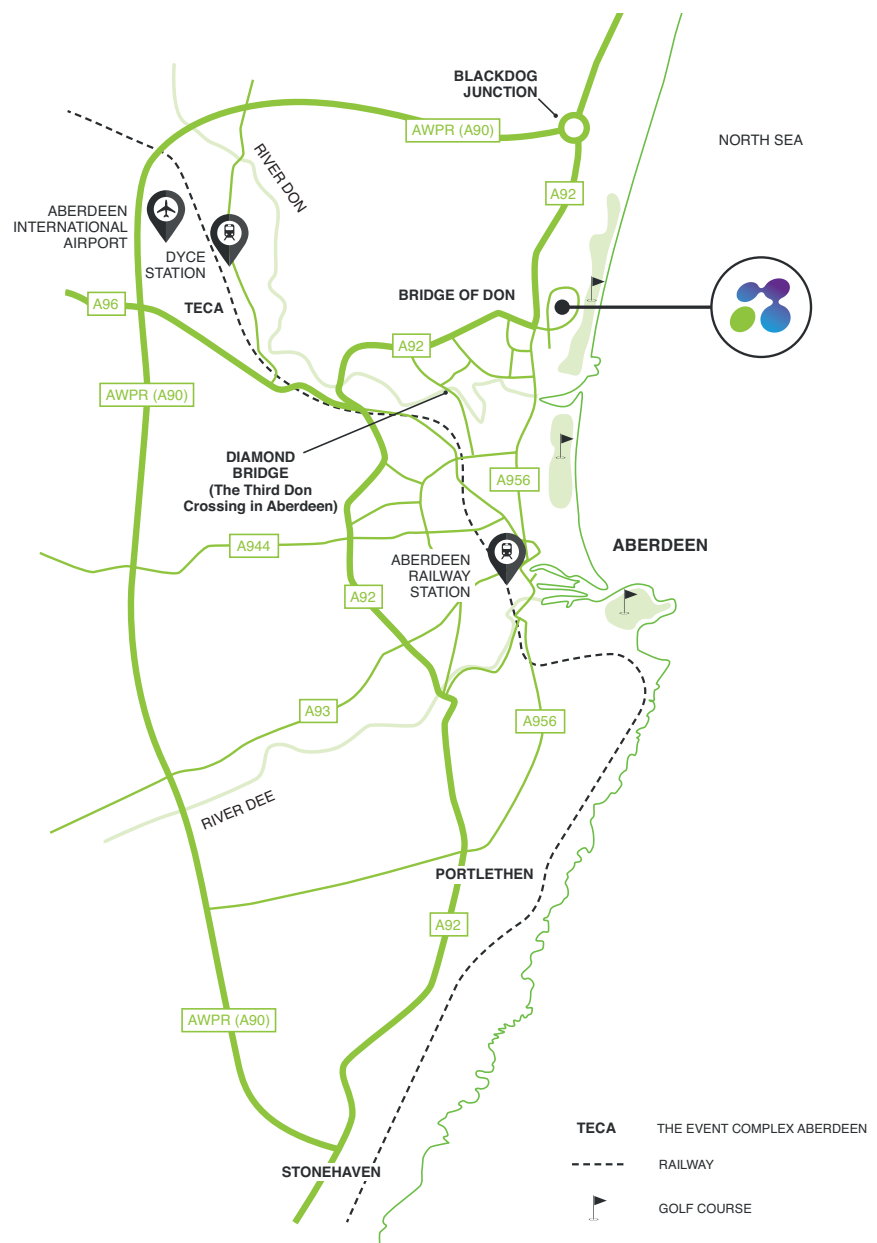 BLACKDOG
JUNCTION
NORTH SEA
AWPR (A90)
RIVER DON
A92
ABERDEEN
INTERNATIONAL
AIRPORT
DYCE
STATION
A96
TECA
BRIDGE OF DON
A92
AWPR (A90)
DIAMOND
BRIDGE
(The Third Don
Crossing in Aberdeen)
A956
A944
ABERDEEN
RAILWAY
STATION
ABERDEEN
A92
A93
A956
RIVER DEE
PORTLETHEN
A92
AWPR (A90)
STONEHAVEN
TECA THE EVENT COMPLEX ABERDEEN
RAILWAY
GOLF COURSE